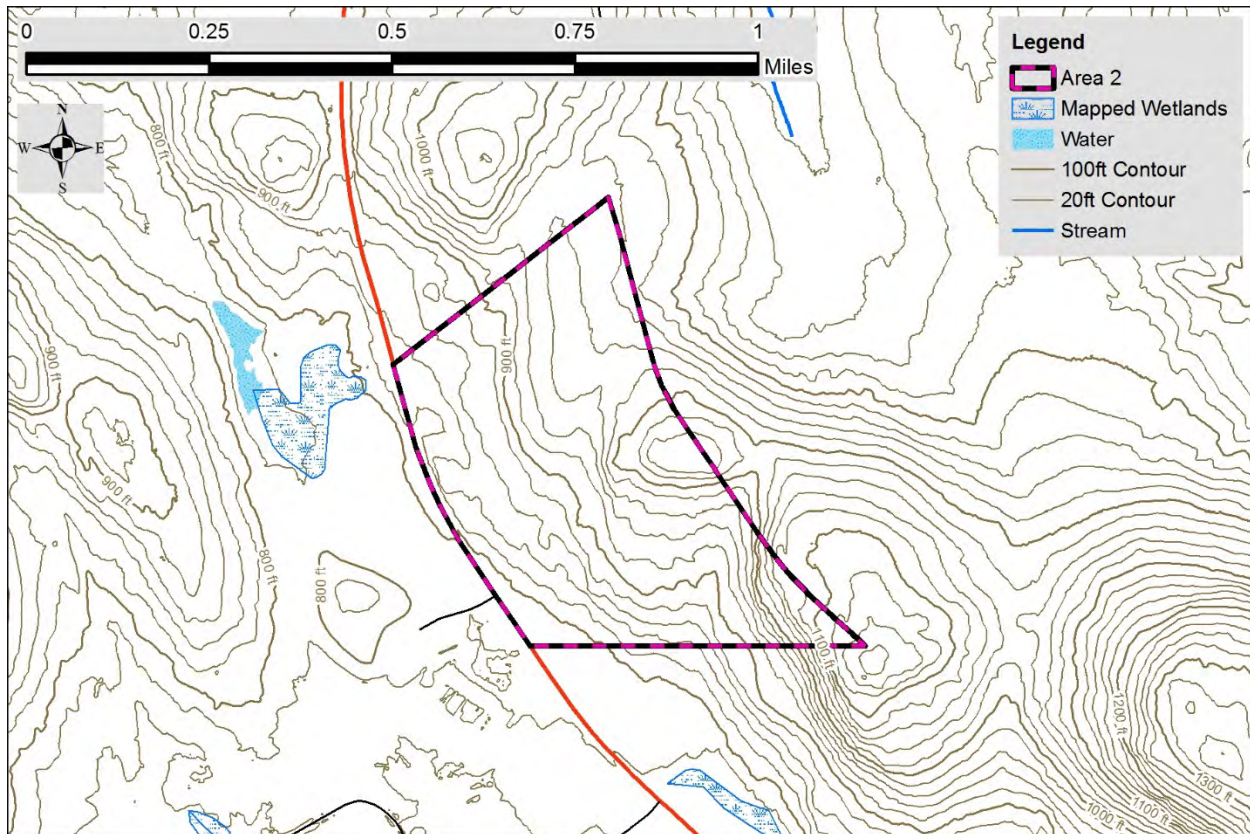 0 0.25 0.5 0.75 1
Miles
N
W E
S
Legend
Area 2
Mapped Wetlands
Water
100ft Contour
20ft Contour
Stream
800 ft
900 ft
1000 ft
900 ft
900 ft
900 ft
800 ft
800 ft
1100 ft
1200 ft
1300 ft
1100 ft
1000 ft